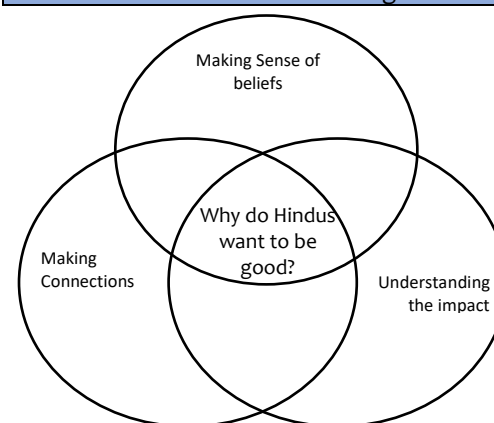 Making Sense of
beliefs
Why do Hindus
want to be
good?
Making
Connections
Understanding
the impact